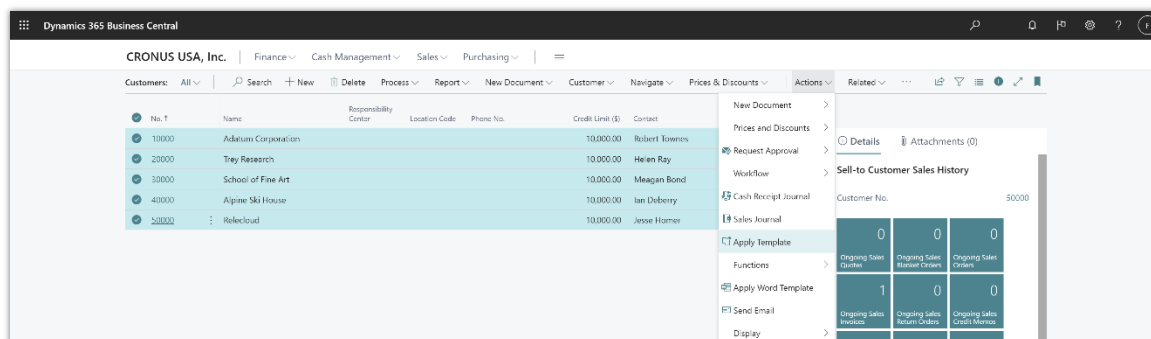 Dynamics 365 Business Central
?
F
CRONUS USA, Inc. Finance Cash Management Sales Purchasing
Customers: All Search New Delete Process Report New Document Customer Navigate Prices & Discounts Actions Related ...
No. ↑ Name Responsibility Center Location Code Phone No. Credit Limit ($) Contact
10000 Adatum Corporation 10,000.00 Robert Townes
20000 Trey Research 10,000.00 Helen Ray
30000 School of Fine Art 10,000.00 Meagan Bond
40000 Alpine Ski House 10,000.00 Ian Deberry
50000 Relecloud 10,000.00 Jesse Homer
New Document
Prices and Discounts
Request Approval
Workflow
Cash Receipt Journal
Sales Journal
Apply Template
Functions
Apply Word Template
Send Email
Display
Details Attachments (0)
Sell-to Customer Sales History
Customer No. 50000
0 0 0
Ongoing Sales Quotes Ongoing Sales Blanket Orders Ongoing Sales Orders
1 0 0
Ongoing Sales Invoices Ongoing Sales Return Orders Ongoing Sales Credit Memos